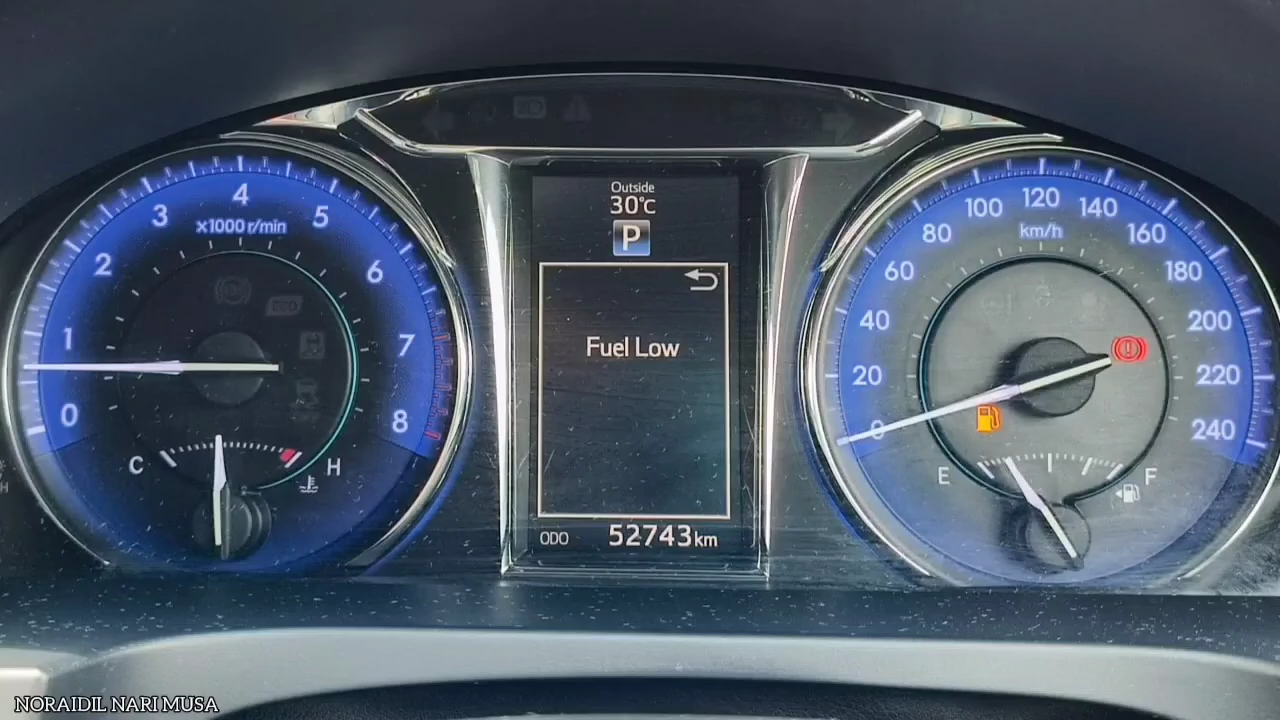 Outside
30°C
P
Fuel Low
ODO 52743 km
0 1 2 3 4 5 6 7 8
x1000 r/min
C H
0 20 40 60 80 100 120 140 160 180 200 220 240
km/h
E F
NORAIDIL NARI MUSA